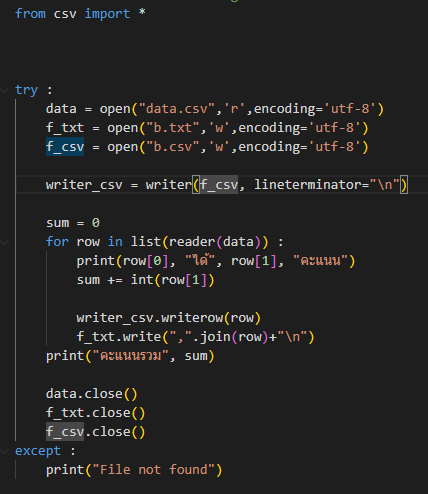 from csv import *
try :
    data = open("data.csv",'r',encoding='utf-8')
    f_txt = open("b.txt",'w',encoding='utf-8')
    f_csv = open("b.csv",'w',encoding='utf-8')
    writer_csv = writer(f_csv, lineterminator="\n")
    sum = 0
    for row in list(reader(data)) :
        print(row[0], "ได้", row[1], "คะแนน")
        sum += int(row[1])
        writer_csv.writerow(row)
        f_txt.write(",".join(row)+"\n")
    print("คะแนนรวม", sum)
    data.close()
    f_txt.close()
    f_csv.close()
except :
    print("File not found")